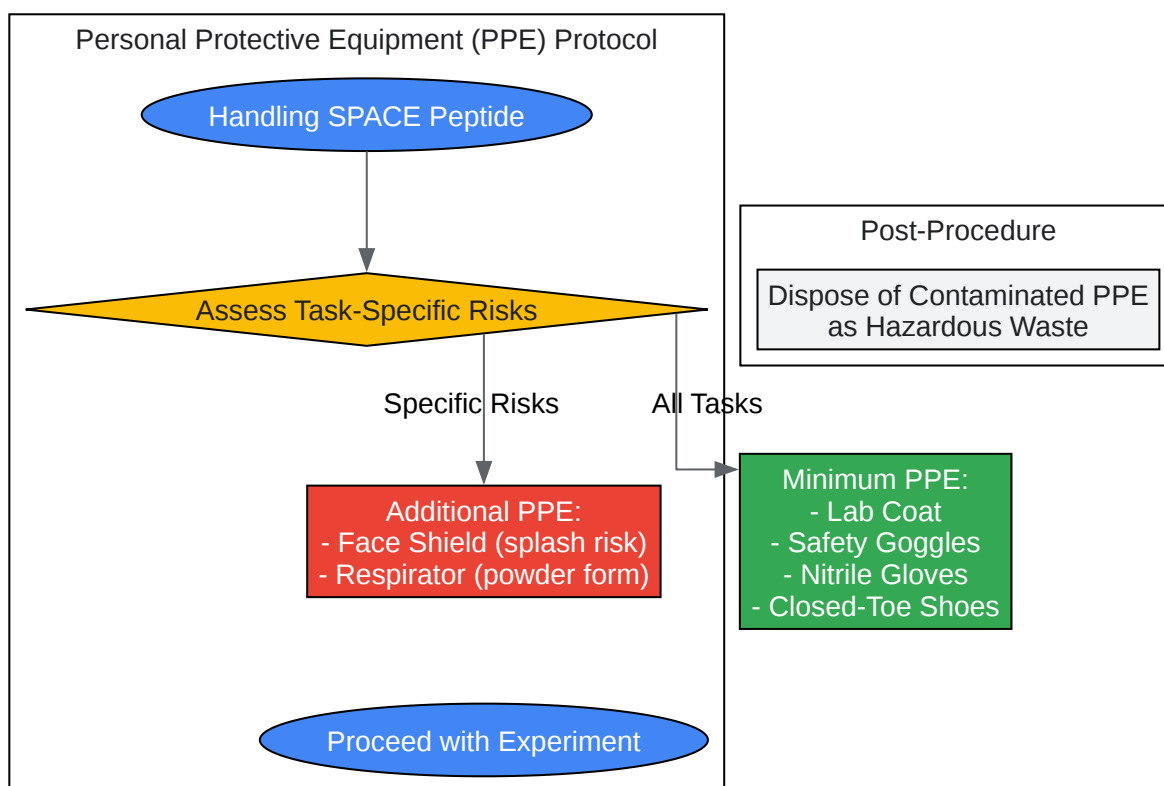 Personal Protective Equipment (PPE) Protocol
Handling SPACE Peptide
Assess Task-Specific Risks
Specific Risks
All Tasks
Additional PPE:
- Face Shield (splash risk)
- Respirator (powder form)
Minimum PPE:
- Lab Coat
- Safety Goggles
- Nitrile Gloves
- Closed-Toe Shoes
Proceed with Experiment
Post-Procedure
Dispose of Contaminated PPE
as Hazardous Waste